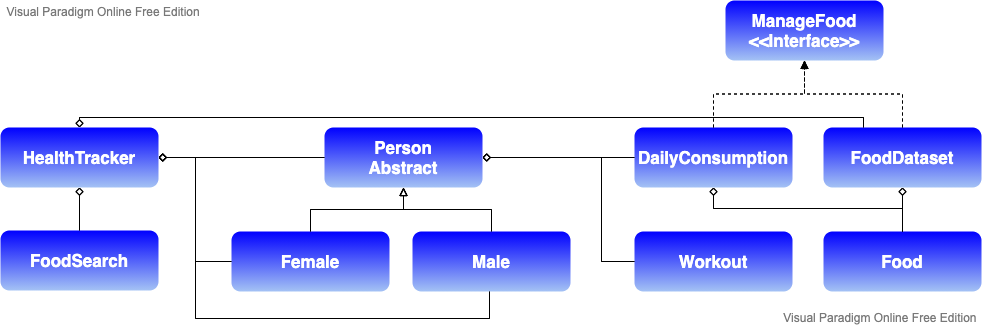 Visual Paradigm Online Free Edition
ManageFood
<<Interface>>
HealthTracker
Person
Abstract
DailyConsumption
FoodDataset
FoodSearch
Female
Male
Workout
Food
Visual Paradigm Online Free Edition